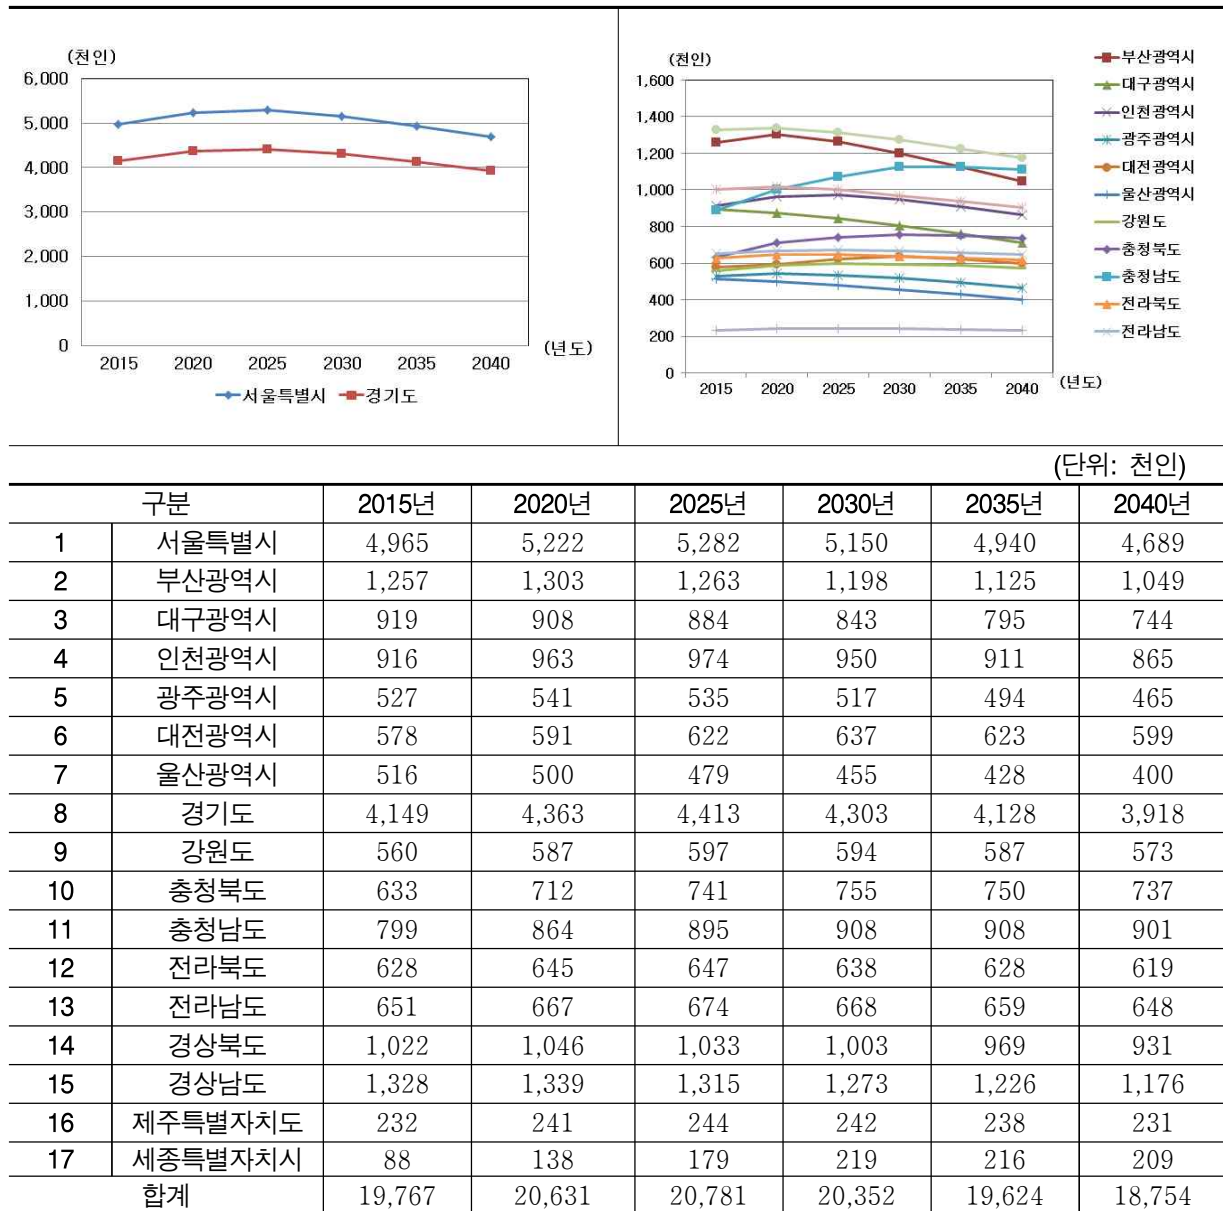 (천인)
6,000
5,000
4,000
3,000
2,000
1,000
0
2015 2020 2025 2030 2035 2040
(년도)
서울특별시 경기도
(천인)
1,600
1,400
1,200
1,000
800
600
400
200
0
2015 2020 2025 2030 2035 2040
(년도)
부산광역시
대구광역시
인천광역시
광주광역시
대전광역시
울산광역시
강원도
충청북도
충청남도
전라북도
전라남도
(단위: 천인)
구분 2015년 2020년 2025년 2030년 2035년 2040년
1 서울특별시 4,965 5,222 5,282 5,150 4,940 4,689
2 부산광역시 1,257 1,303 1,263 1,198 1,125 1,049
3 대구광역시 919 908 884 843 795 744
4 인천광역시 916 963 974 950 911 865
5 광주광역시 527 541 535 517 494 465
6 대전광역시 578 591 622 637 623 599
7 울산광역시 516 500 479 455 428 400
8 경기도 4,149 4,363 4,413 4,303 4,128 3,918
9 강원도 560 587 597 594 587 573
10 충청북도 633 712 741 755 750 737
11 충청남도 799 864 895 908 908 901
12 전라북도 628 645 647 638 628 619
13 전라남도 651 667 674 668 659 648
14 경상북도 1,022 1,046 1,033 1,003 969 931
15 경상남도 1,328 1,339 1,315 1,273 1,226 1,176
16 제주특별자치도 232 241 244 242 238 231
17 세종특별자치시 88 138 179 219 216 209
합계 19,767 20,631 20,781 20,352 19,624 18,754